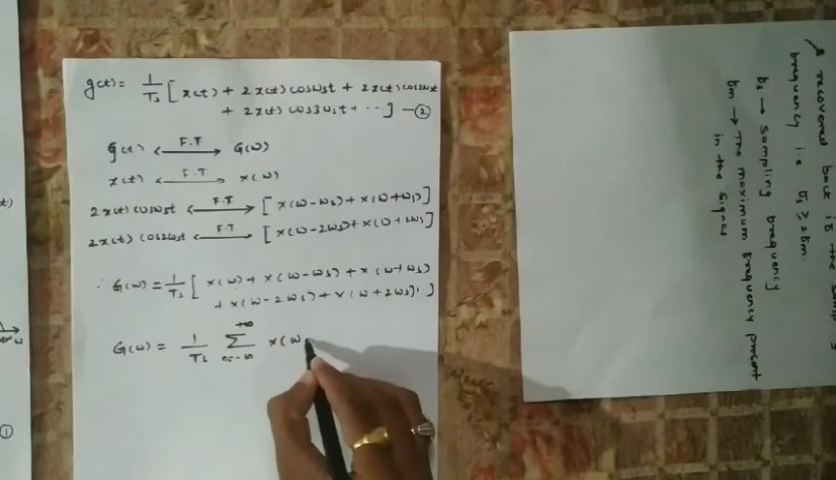 g(t) = 1/Ts [ x(t) + 2x(t) cosωst + 2x(t) cos2ωst
+ 2x(t) cos3ωst + ... ] — ②
g(t) <—F.T—> G(ω)
x(t) <—F.T—> X(ω)
2x(t) cosωst <—F.T—> [ X(ω-ωs) + X(ω+ωs) ]
2x(t) cos2ωst <—F.T—> [ X(ω-2ωs) + X(ω+2ωs) ]
∴ G(ω) = 1/Ts [ X(ω) + X(ω-ωs) + X(ω+ωs)
+ X(ω-2ωs) + X(ω+2ωs) ... ]
G(ω) = 1/Ts Σ +∞ n=-∞ X(ω
①
recovered back if the
frequency i.e fs ≥ 2fm.
fs → Sampling frequency
fm → The maximum frequency present
in the signal